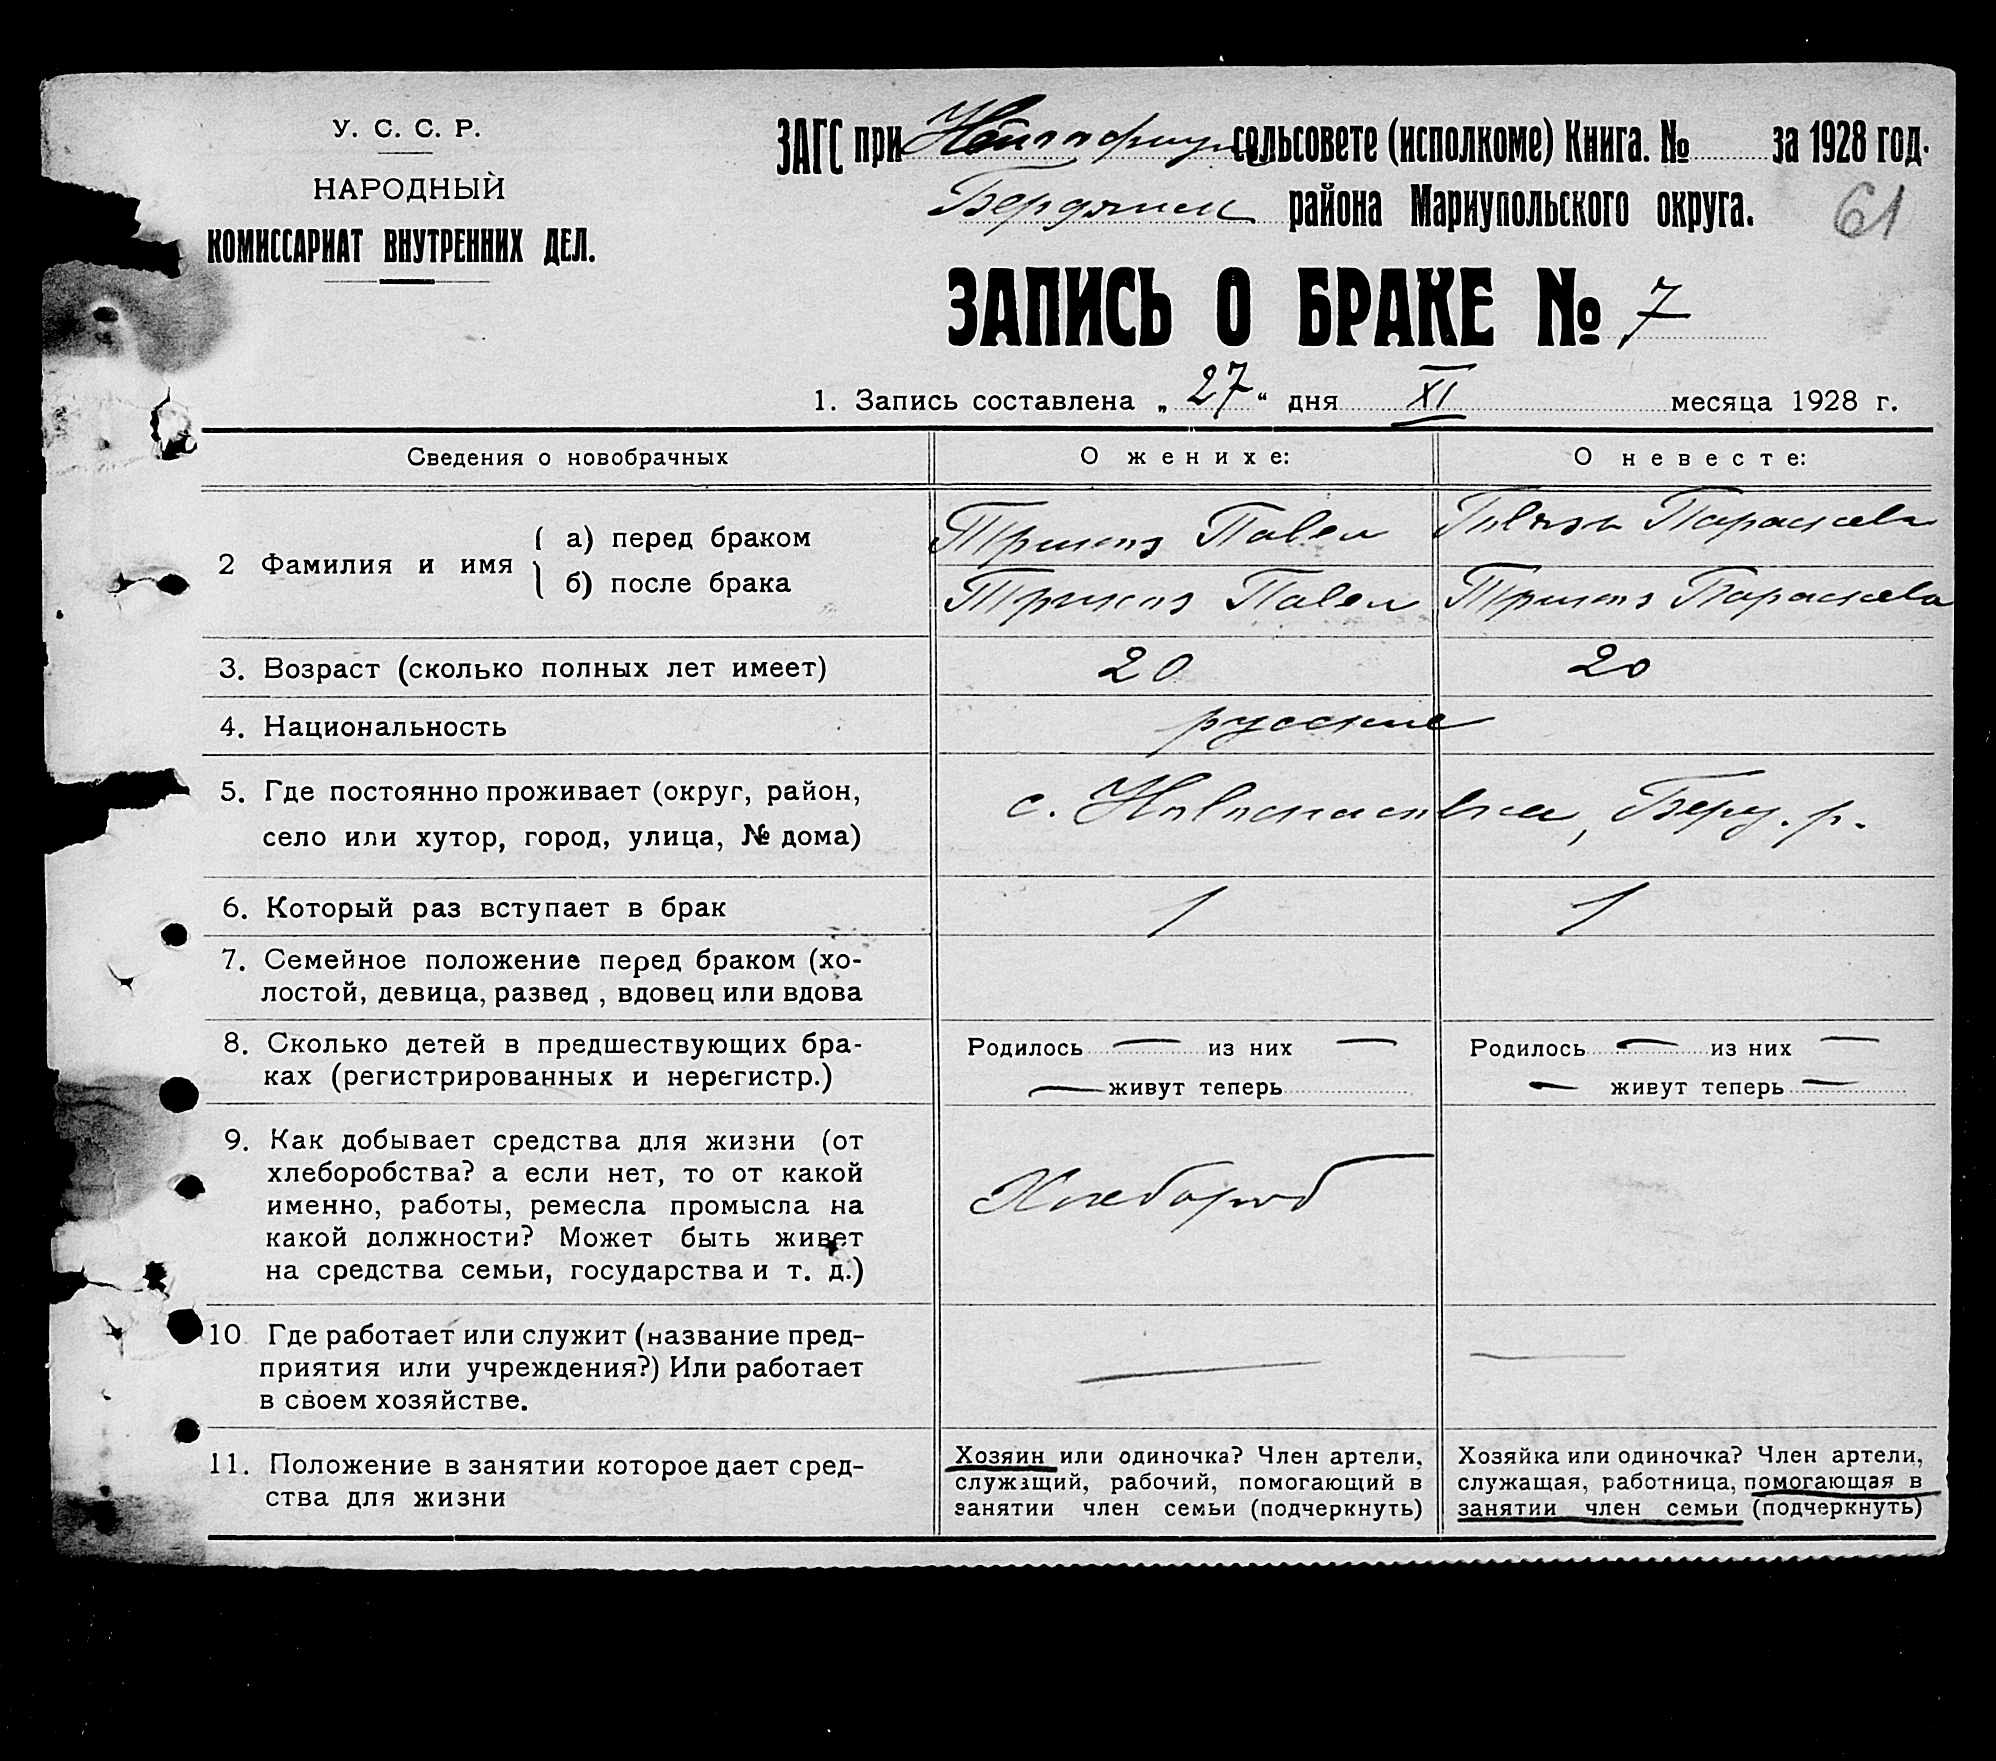 У. С. С. Р.
НАРОДНЫЙ
КОМИССАРИАТ ВНУТРЕННИХ ДЕЛ.
ЗАГС при сельсовете (исполкоме) Книга. № за 1928 год.
Бердянск района Мариупольского округа.
61
ЗАПИСЬ О БРАКЕ № 7
1. Запись составлена „27“ дня XI месяца 1928 г.
Сведения о новобрачных
О женихе:
О невесте:
2 Фамилия и имя
а) перед браком
Павел
Параскева
б) после брака
Павел
Параскева
3. Возраст (сколько полных лет имеет)
20
20
4. Национальность
русские
5. Где постоянно проживает (округ, район,
село или хутор, город, улица, № дома)
с. Новоспасовка, Берд. р.
6. Который раз вступает в брак
1
1
7. Семейное положение перед браком (хо-
лостой, девица, развед , вдовец или вдова
8. Сколько детей в предшествующих бра-
ках (регистрированных и нерегистр.)
Родилось — из них —
— живут теперь
Родилось — из них —
— живут теперь —
9. Как добывает средства для жизни (от
хлеборобства? а если нет, то от какой
именно, работы, ремесла промысла на
какой должности? Может быть живет
на средства семьи, государства и т. д.)
Хлебороб
10 Где работает или служит (название пред-
приятия или учреждения?) Или работает
в своем хозяйстве.
—
—
11. Положение в занятии которое дает сред-
ства для жизни
Хозяин или одиночка? Член артели,
служащий, рабочий, помогающий в
занятии член семьи (подчеркнуть)
Хозяйка или одиночка? Член артели,
служащая, работница, помогающая в
занятии член семьи (подчеркнуть)